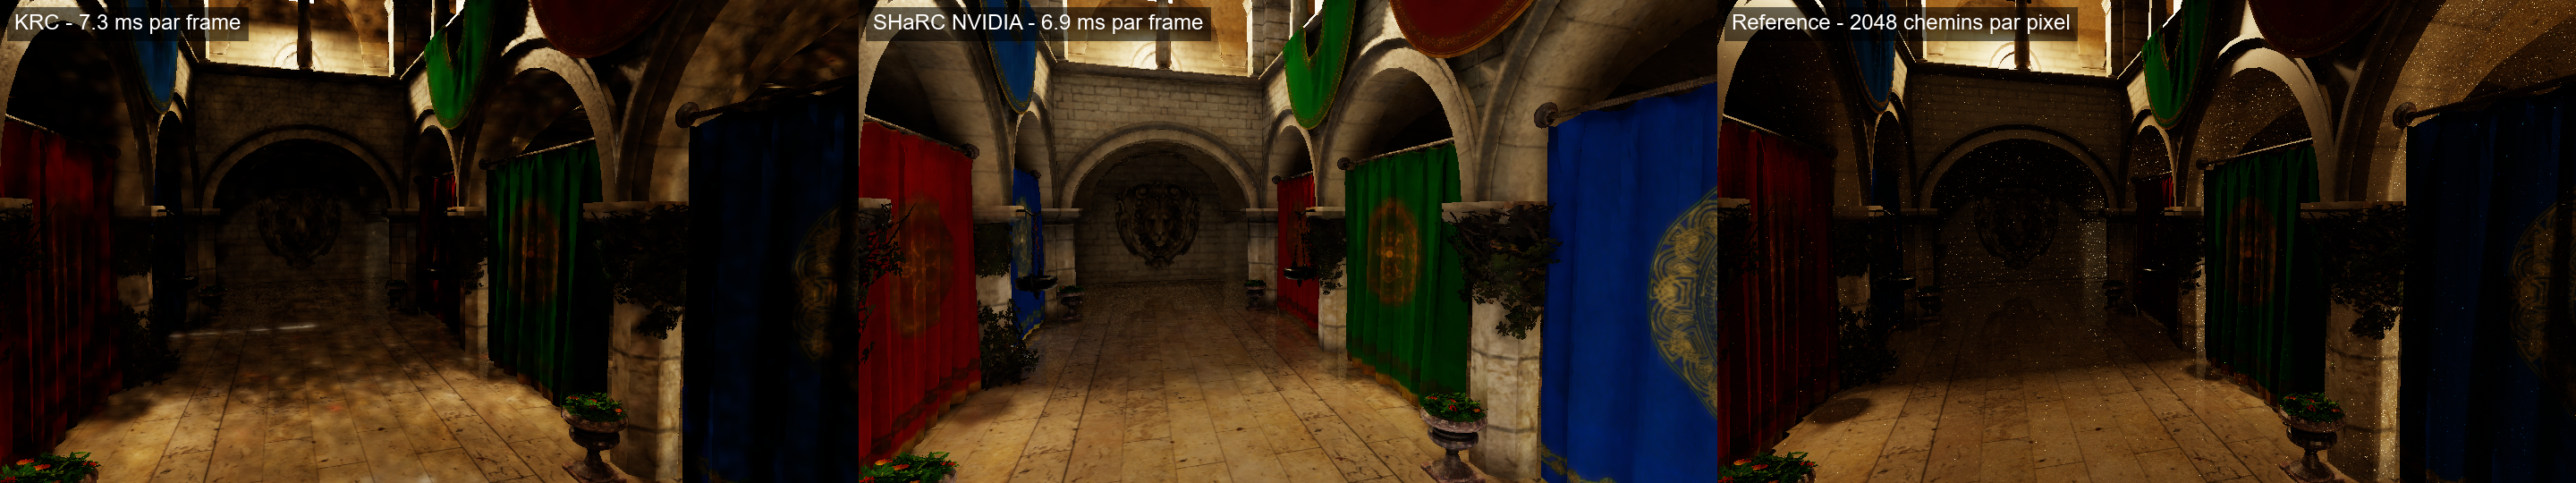 KRC - 7.3 ms par frame
SHaRC NVIDIA - 6.9 ms par frame
Reference - 2048 chemins par pixel